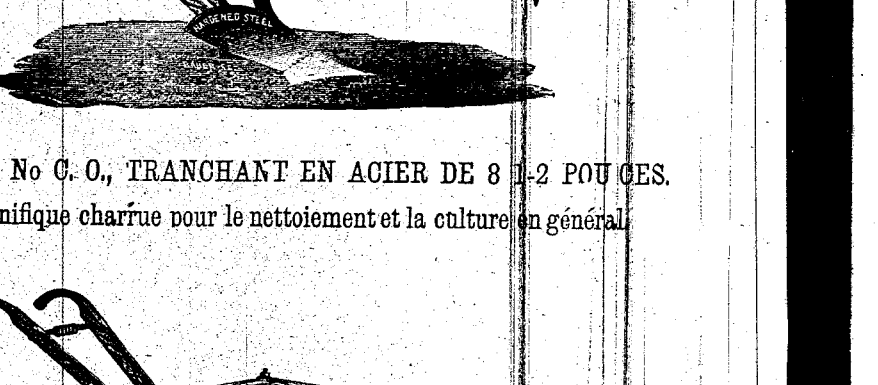 HARDENED STEEL
No C. O., TRANCHANT EN ACIER DE 8 1-2 POUCES.
nifique charrue pour le nettoiement et la culture en général